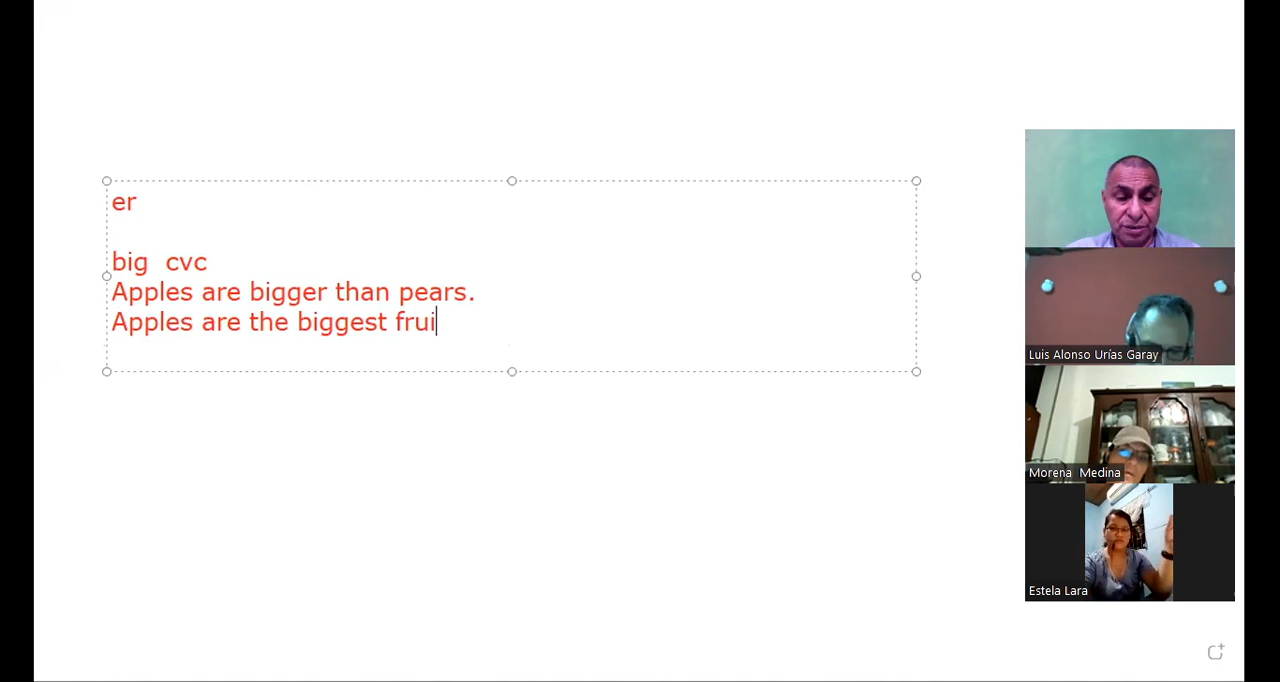 er
big cvc
Apples are bigger than pears.
Apples are the biggest frui
Luis Alonso Urías Garay
Morena Medina
Estela Lara